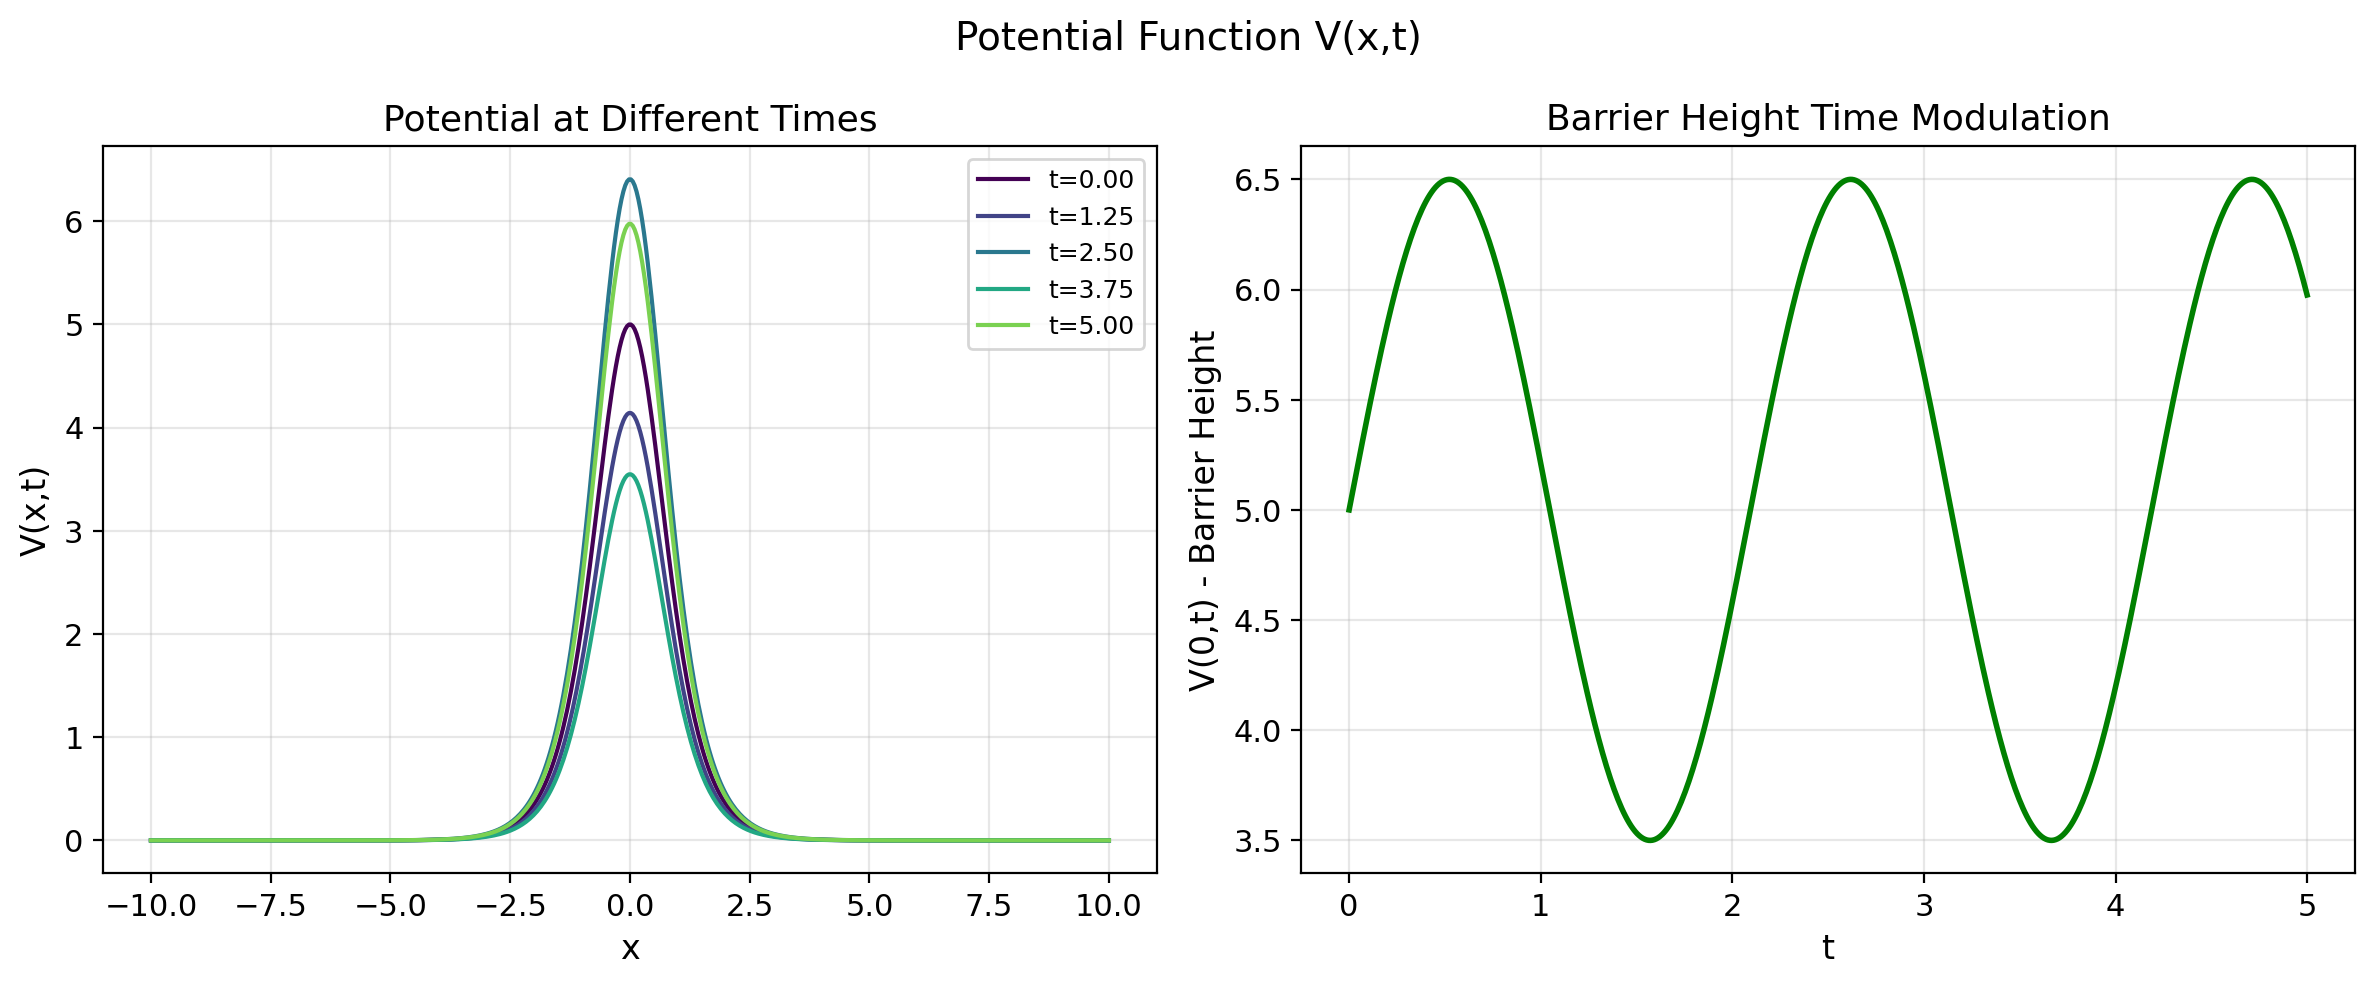 Potential Function V(x,t)
Potential at Different Times
t=0.00
t=1.25
t=2.50
t=3.75
t=5.00
6
5
4
3
2
1
0
V(x,t)
−10.0 −7.5 −5.0 −2.5 0.0 2.5 5.0 7.5 10.0
x
Barrier Height Time Modulation
6.5
6.0
5.5
5.0
4.5
4.0
3.5
V(0,t) - Barrier Height
0 1 2 3 4 5
t